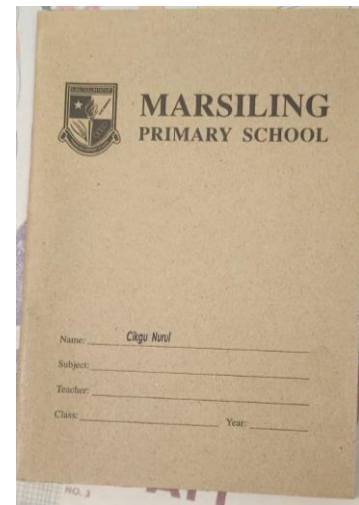 MARSILING
PRIMARY SCHOOL
Name: Cikgu Nurul
Subject:
Teacher:
Class: Year:
NO. 3